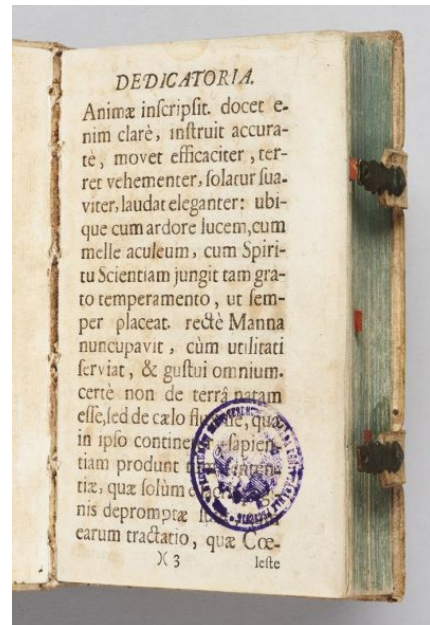 DEDICATORIA.
Animæ inſcripſit. docet e-
nim clarè, inſtruit accura-
tè, movet efficaciter, ter-
ret vehementer, ſolatur ſua-
viter, laudat eleganter: ubi-
que cum ardore lucem, cum
melle aculeum, cum Spiri-
tu Scientiam jungit tam gra-
to temperamento, ut ſem-
per placeat. rectè Manna
nuncupavit, cùm utilitati
ſerviat, & guſtui omnium.
certè non de terrâ natam
eſſe, ſed de cælo quæ
in ipſo ſapien-
tiam produnt
tiæ, quæ ſolùm
nis depromptæ
earum tractatio, quæ Cœ-
)( 3 leſte